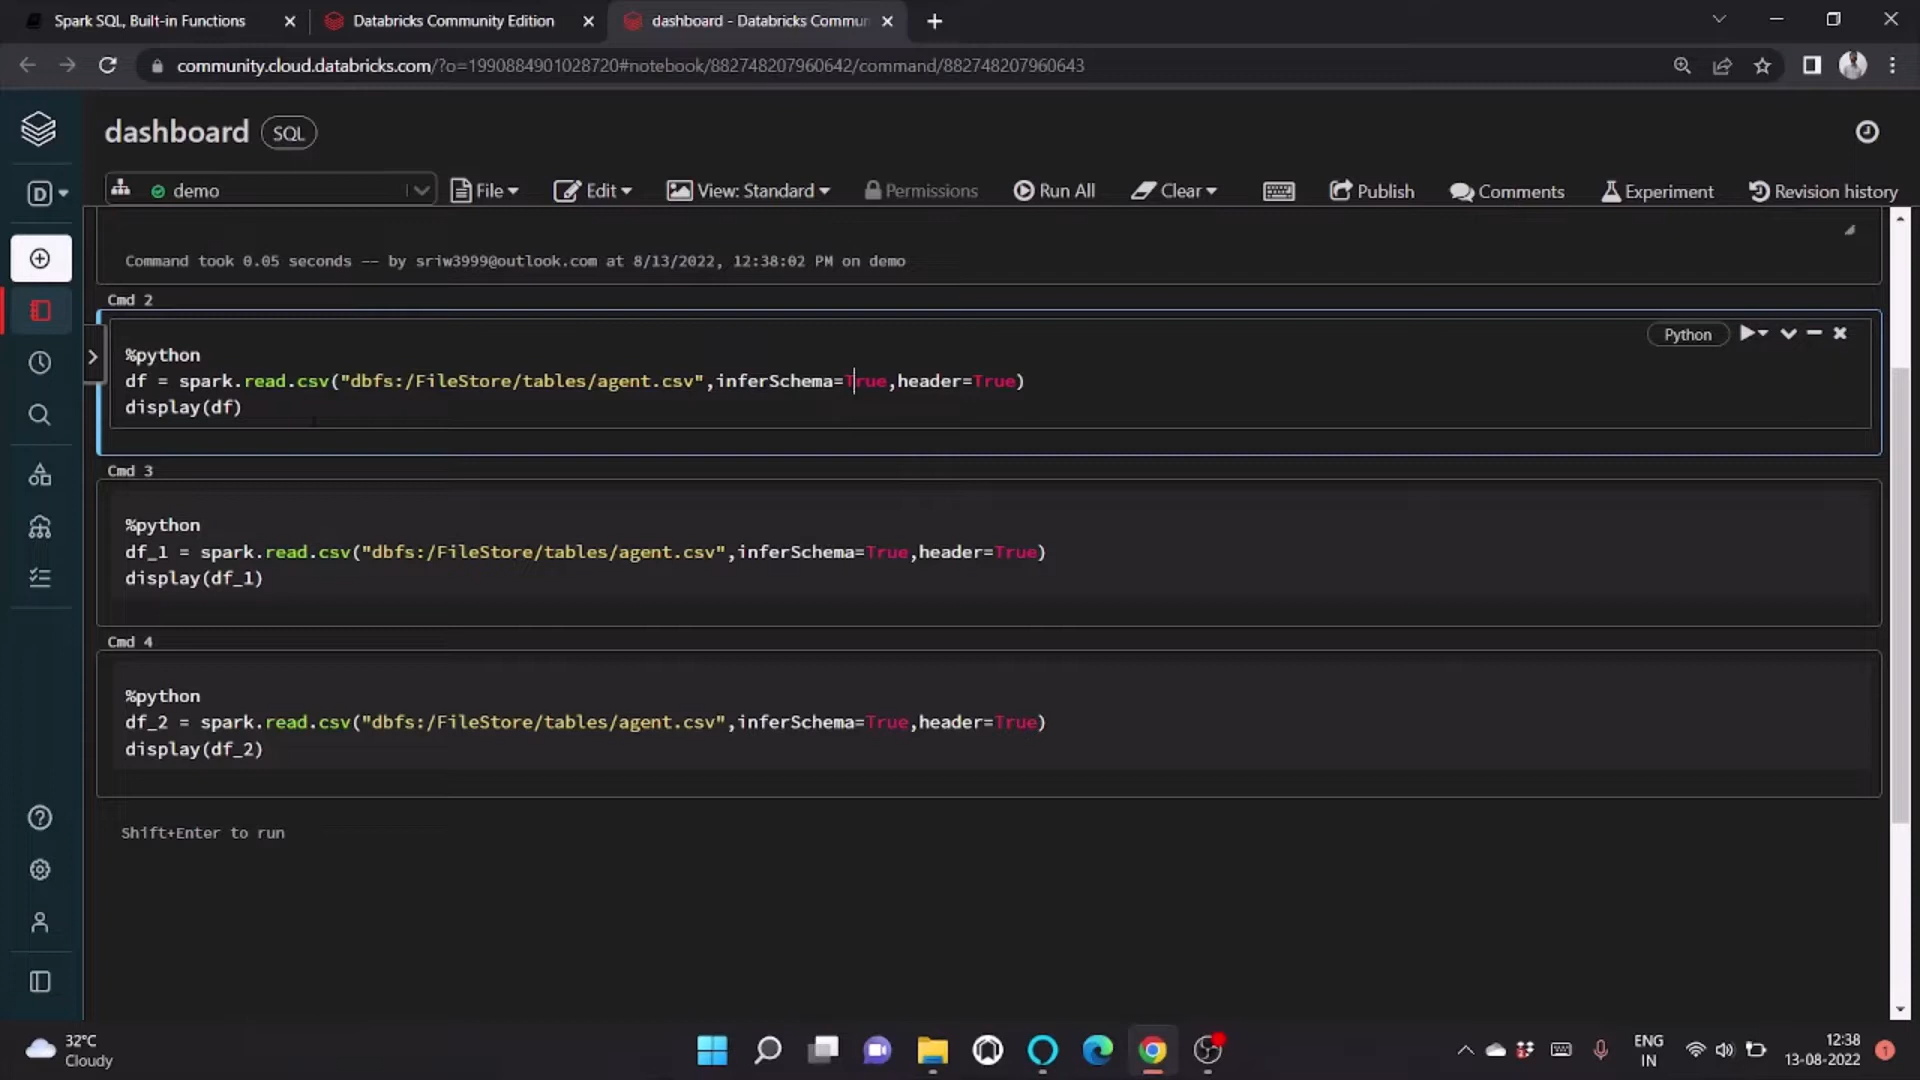 Spark SQL, Built-in Functions
Databricks Community Edition
dashboard - Databricks Commun
community.cloud.databricks.com/?o=1990884901028720#notebook/882748207960642/command/882748207960643
dashboard SQL
demo File Edit View: Standard Permissions Run All Clear Publish Comments Experiment Revision history
D
Command took 0.05 seconds -- by sriw3999@outlook.com at 8/13/2022, 12:38:02 PM on demo
Cmd 2
Python
%python
df = spark.read.csv("dbfs:/FileStore/tables/agent.csv",inferSchema=True,header=True)
display(df)
Cmd 3
%python
df_1 = spark.read.csv("dbfs:/FileStore/tables/agent.csv",inferSchema=True,header=True)
display(df_1)
Cmd 4
%python
df_2 = spark.read.csv("dbfs:/FileStore/tables/agent.csv",inferSchema=True,header=True)
display(df_2)
Shift+Enter to run
32°C
Cloudy
ENG
IN
12:38
13-08-2022
1